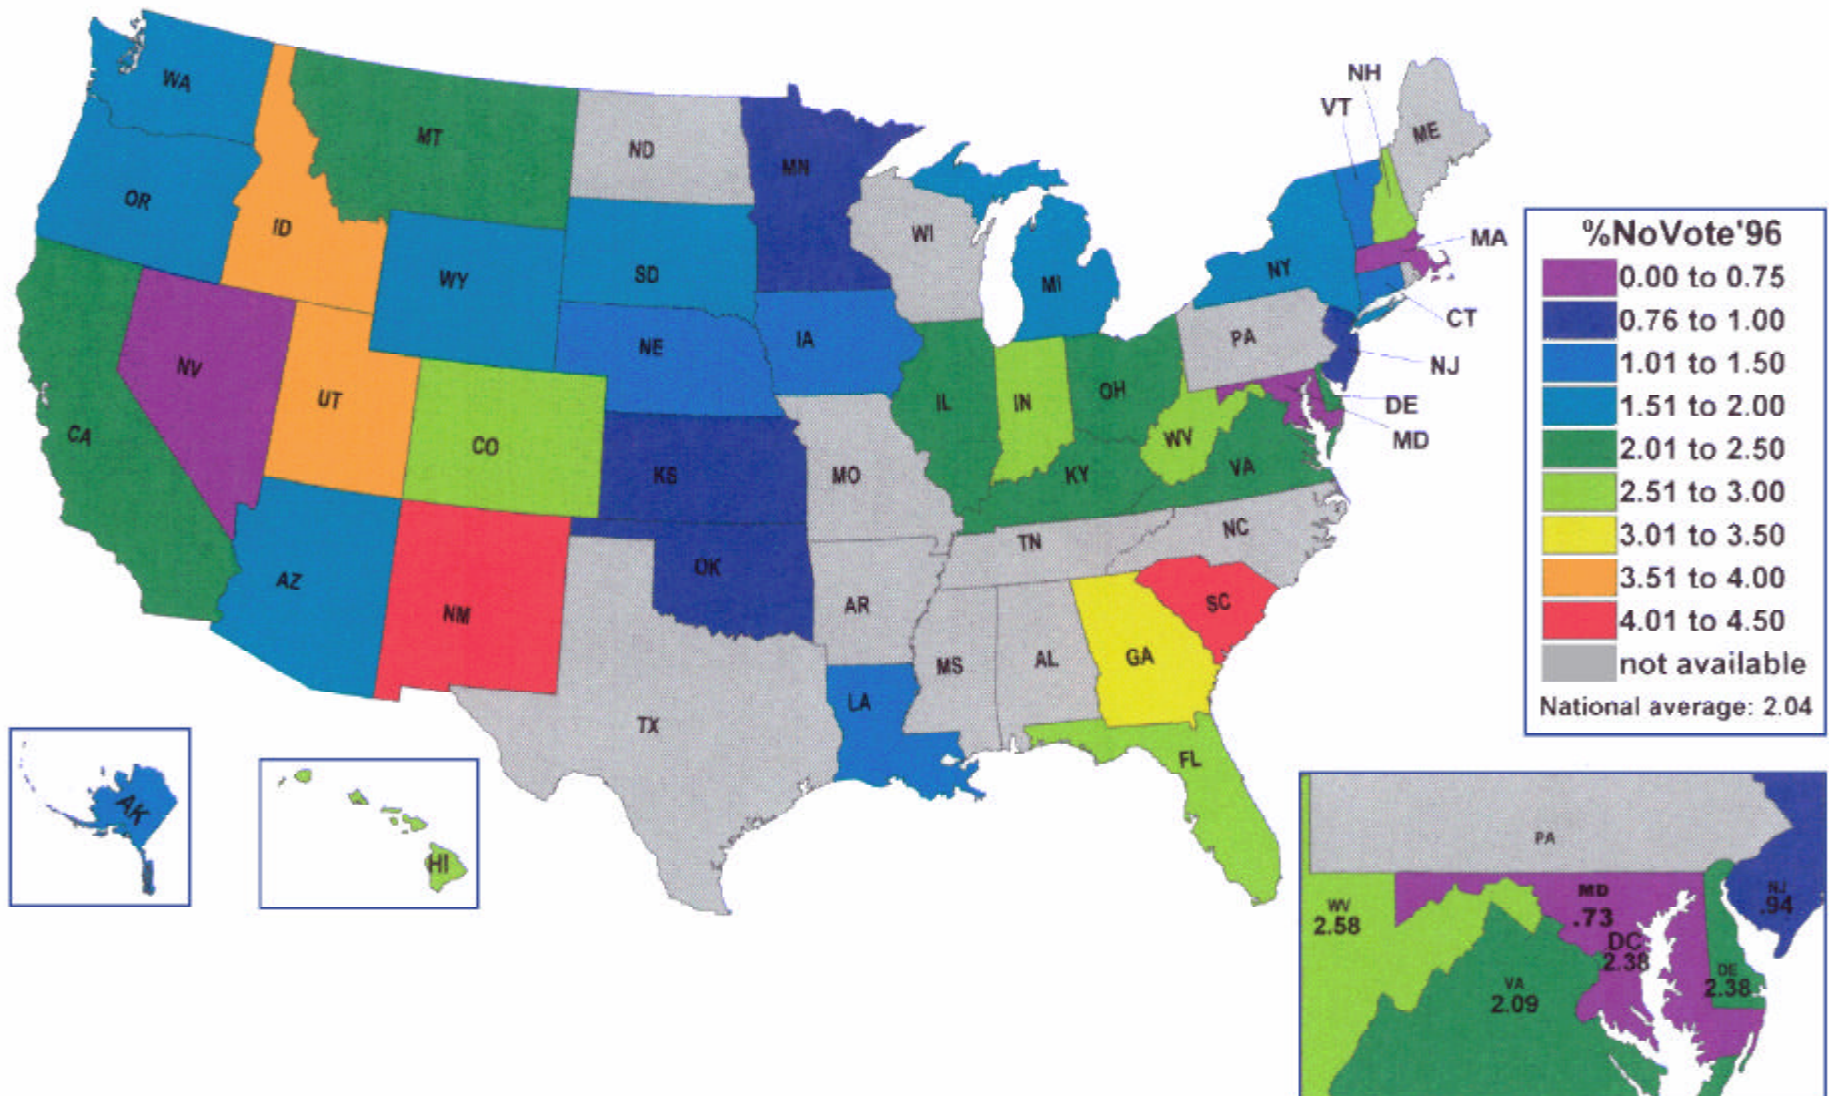 WA
OR
CA
NV
ID
MT
WY
UT
CO
AZ
NM
ND
SD
NE
KS
OK
TX
MN
IA
MO
AR
LA
WI
IL
MS
MI
IN
KY
TN
AL
OH
WV
VA
NC
SC
GA
FL
PA
NY
VT
NH
ME
MA
CT
NJ
DE
MD
AK
HI
%NoVote'96
0.00 to 0.75
0.76 to 1.00
1.01 to 1.50
1.51 to 2.00
2.01 to 2.50
2.51 to 3.00
3.01 to 3.50
3.51 to 4.00
4.01 to 4.50
not available
National average: 2.04
PA
WV
2.58
MD
.73
DC
2.38
VA
2.09
DE
2.38
NJ
.94